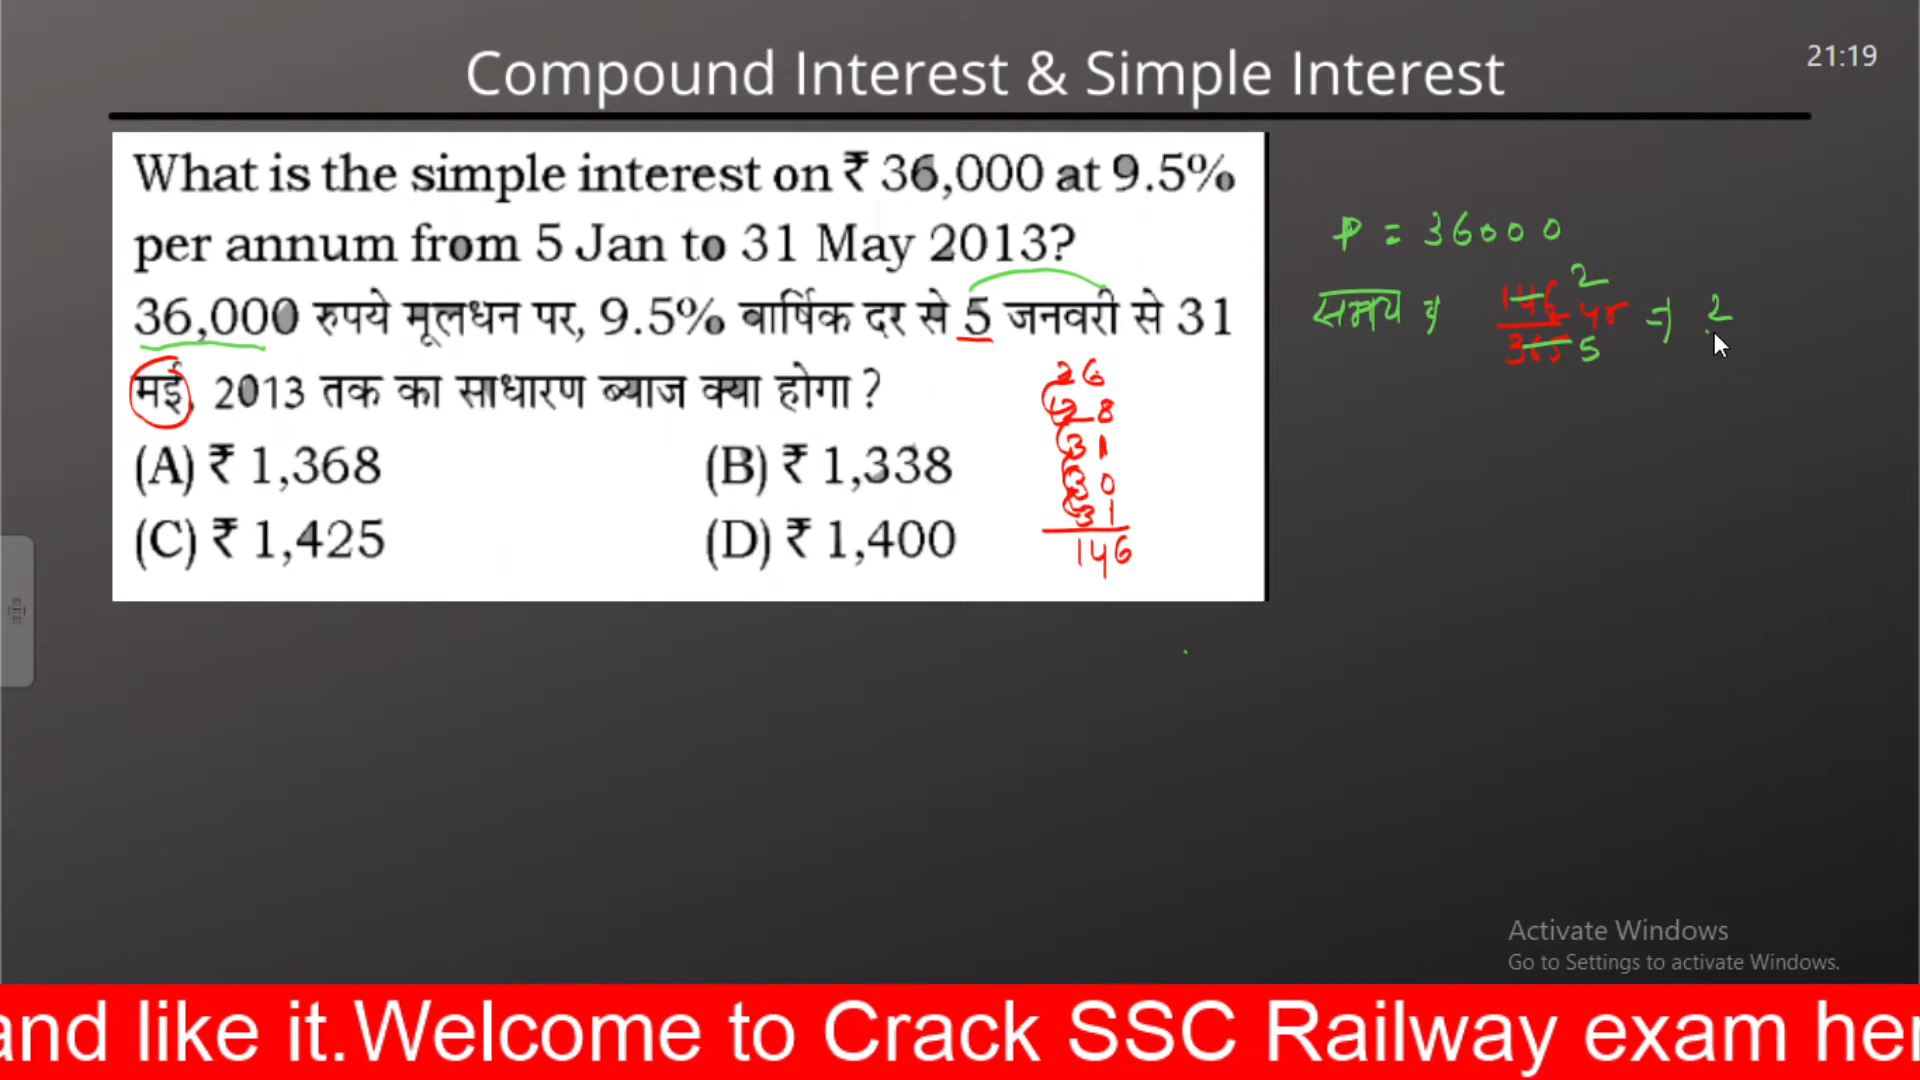 Compound Interest & Simple Interest
21:19
What is the simple interest on ₹ 36,000 at 9.5%
per annum from 5 Jan to 31 May 2013?
36,000 रुपये मूलधन पर, 9.5% वार्षिक दर से 5 जनवरी से 31
मई, 2013 तक का साधारण ब्याज क्या होगा ?
(A) ₹ 1,368
(B) ₹ 1,338
(C) ₹ 1,425
(D) ₹ 1,400
26
28
31
30
31
146
P = 36000
समय ⇒ 146 2
365 5 yr ⇒ 2
Activate Windows
Go to Settings to activate Windows.
and like it.Welcome to Crack SSC Railway exam her